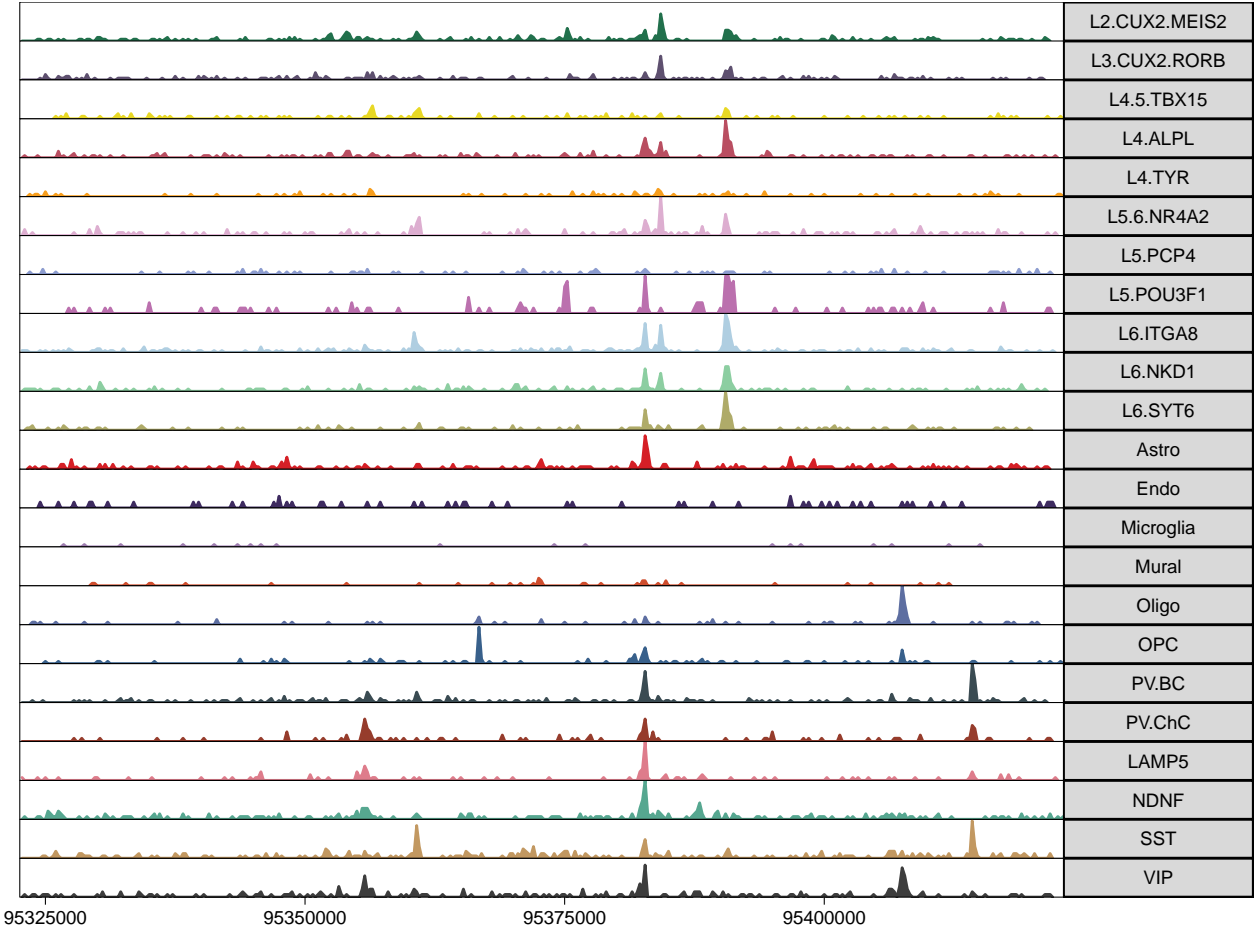 L2.CUX2.MEIS2
L3.CUX2.RORB
L4.5.TBX15
L4.ALPL
L4.TYR
L5.6.NR4A2
L5.PCP4
L5.POU3F1
L6.ITGA8
L6.NKD1
L6.SYT6
Astro
Endo
Microglia
Mural
Oligo
OPC
PV.BC
PV.ChC
LAMP5
NDNF
SST
VIP
95325000 95350000 95375000 95400000